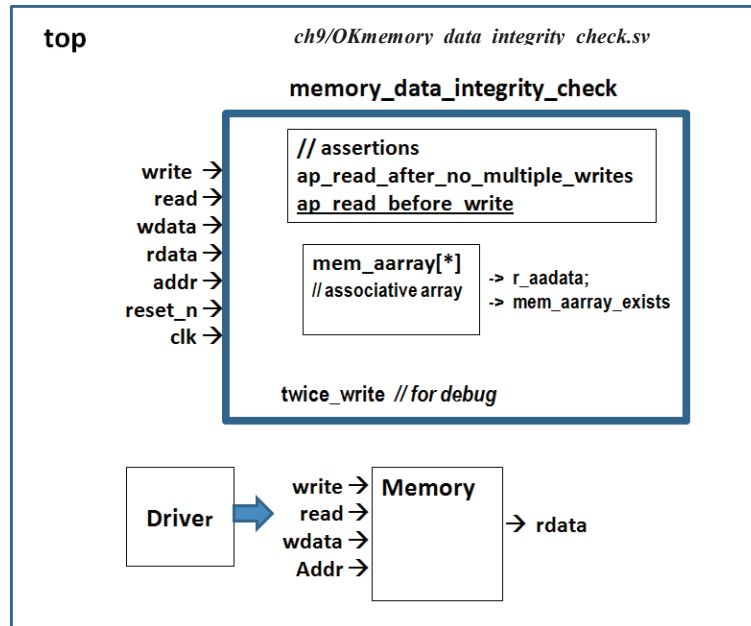 top
ch9/OKmemory_data_integrity_check.sv
memory_data_integrity_check
// assertions
ap_read_after_no_multiple_writes
ap_read_before_write
write →
read →
wdata →
rdata →
addr →
reset_n →
clk →
mem_aarray[*]
// associative array
-> r_aadata;
-> mem_aarray_exists
twice_write // for debug
Driver
write →
read →
wdata →
Addr →
Memory
→ rdata